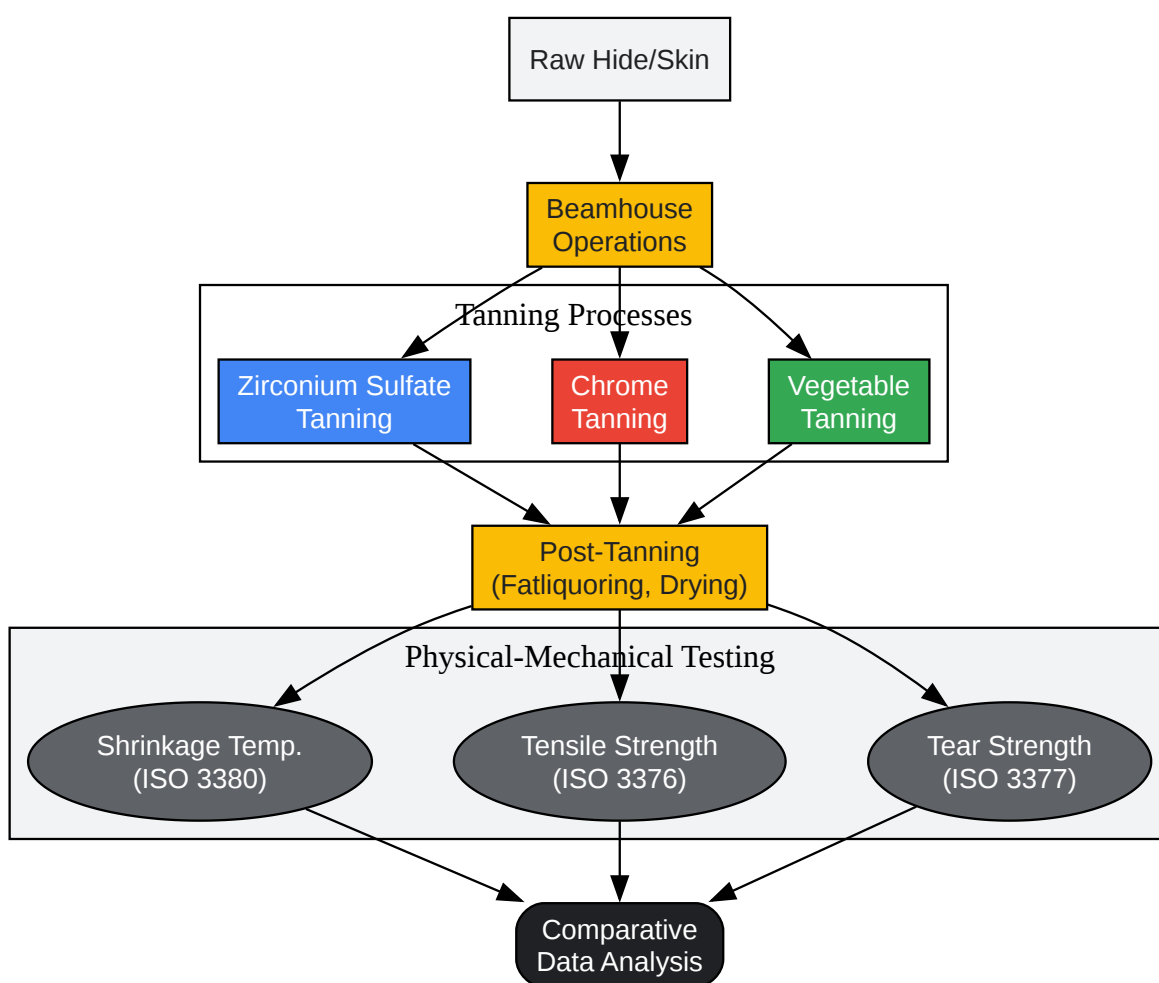 Raw Hide/Skin
Beamhouse
Operations
Tanning Processes
Zirconium Sulfate
Tanning
Chrome
Tanning
Vegetable
Tanning
Post-Tanning
(Fatliquoring, Drying)
Physical-Mechanical Testing
Shrinkage Temp.
(ISO 3380)
Tensile Strength
(ISO 3376)
Tear Strength
(ISO 3377)
Comparative
Data Analysis